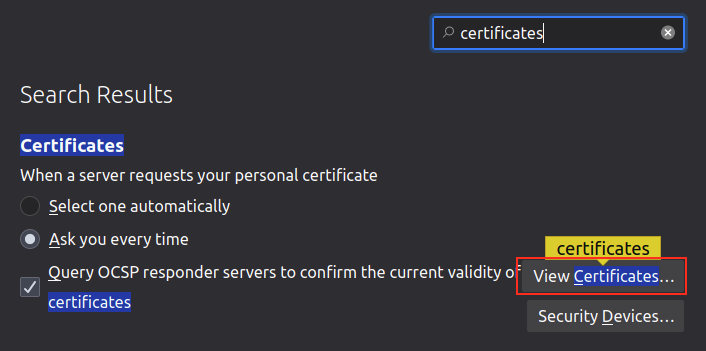 certificates
Search Results
Certificates
When a server requests your personal certificate
Select one automatically
Ask you every time
Query OCSP responder servers to confirm the current validity of
certificates
certificates
View Certificates...
Security Devices...